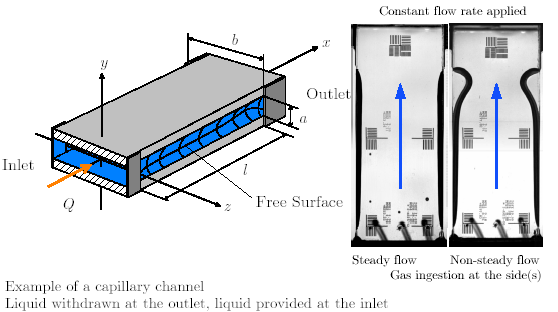 Constant flow rate applied
b
x
y
Outlet
a
Inlet
l
Q
z
Free Surface
Steady flow
Non-steady flow
Gas ingestion at the side(s)
Example of a capillary channel
Liquid withdrawn at the outlet, liquid provided at the inlet